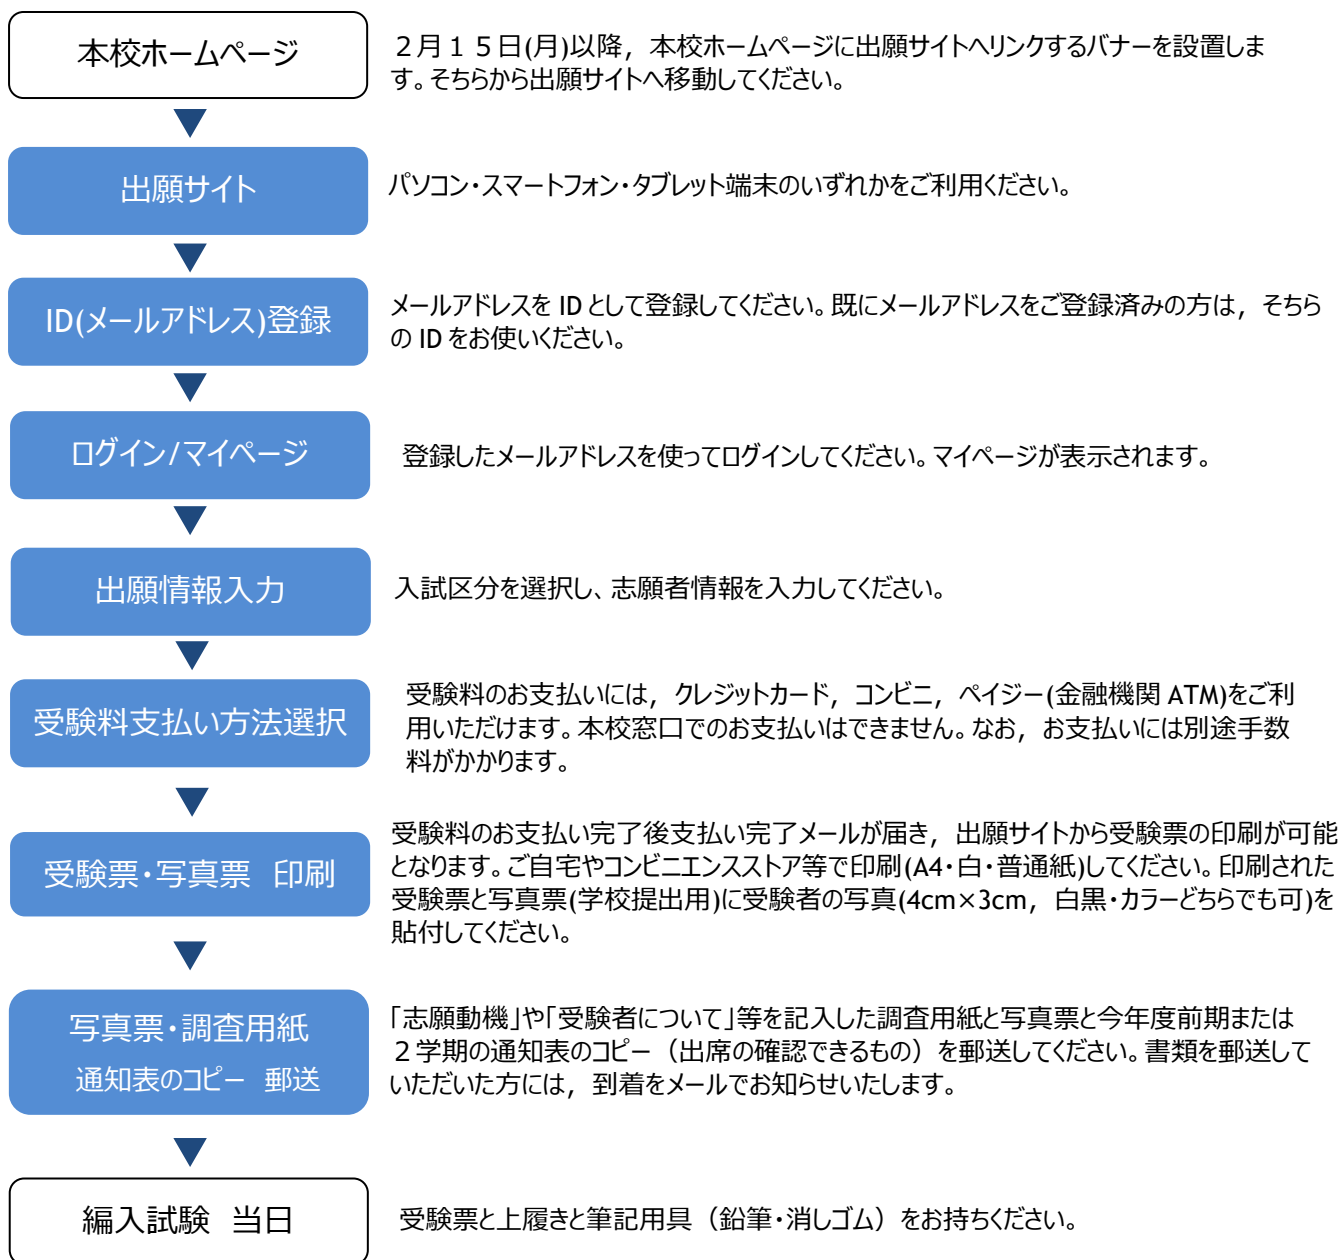 本校ホームページ
２月１５日(月)以降，本校ホームページに出願サイトへリンクするバナーを設置しま
す。そちらから出願サイトへ移動してください。
出願サイト
パソコン・スマートフォン・タブレット端末のいずれかをご利用ください。
ID(メールアドレス)登録
メールアドレスを ID として登録してください。既にメールアドレスをご登録済みの方は，そちら
の ID をお使いください。
ログイン/マイページ
登録したメールアドレスを使ってログインしてください。マイページが表示されます。
出願情報入力
入試区分を選択し、志願者情報を入力してください。
受験料支払い方法選択
受験料のお支払いには，クレジットカード，コンビニ，ペイジー(金融機関 ATM)をご利
用いただけます。本校窓口でのお支払いはできません。なお，お支払いには別途手数
料がかかります。
受験票・写真票　印刷
受験料のお支払い完了後支払い完了メールが届き，出願サイトから受験票の印刷が可能
となります。ご自宅やコンビニエンスストア等で印刷(A4・白・普通紙)してください。印刷された
受験票と写真票(学校提出用)に受験者の写真(4cm×3cm，白黒・カラーどちらでも可)を
貼付してください。
写真票・調査用紙
通知表のコピー　郵送
「志願動機」や「受験者について」等を記入した調査用紙と写真票と今年度前期または
２学期の通知表のコピー（出席の確認できるもの）を郵送してください。書類を郵送して
いただいた方には，到着をメールでお知らせいたします。
編入試験　当日
受験票と上履きと筆記用具（鉛筆・消しゴム）をお持ちください。